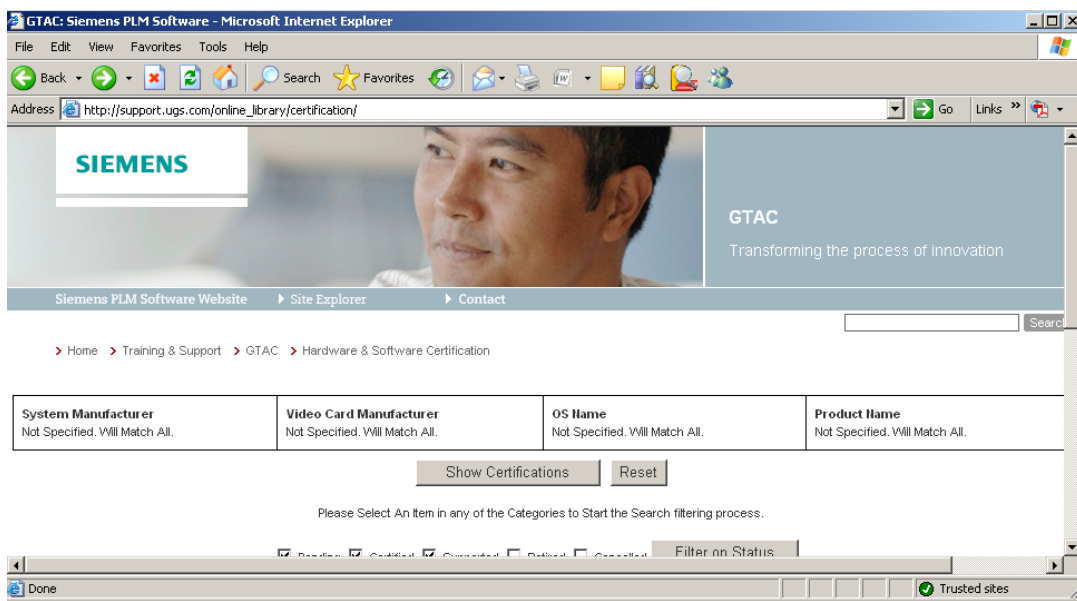 GTAC: Siemens PLM Software - Microsoft Internet Explorer
File Edit View Favorites Tools Help
Back Search Favorites
Address http://support.ugs.com/online_library/certification/ Go Links »
SIEMENS
GTAC
Transforming the process of innovation
Siemens PLM Software Website Site Explorer Contact
Search
Home Training & Support GTAC Hardware & Software Certification
System Manufacturer Video Card Manufacturer OS Name Product Name
Not Specified. Will Match All. Not Specified. Will Match All. Not Specified. Will Match All. Not Specified. Will Match All.
Show Certifications Reset
Please Select An Item in any of the Categories to Start the Search filtering process.
Pending Certified Supported Retired Cancelled Filter on Status
Done Trusted sites